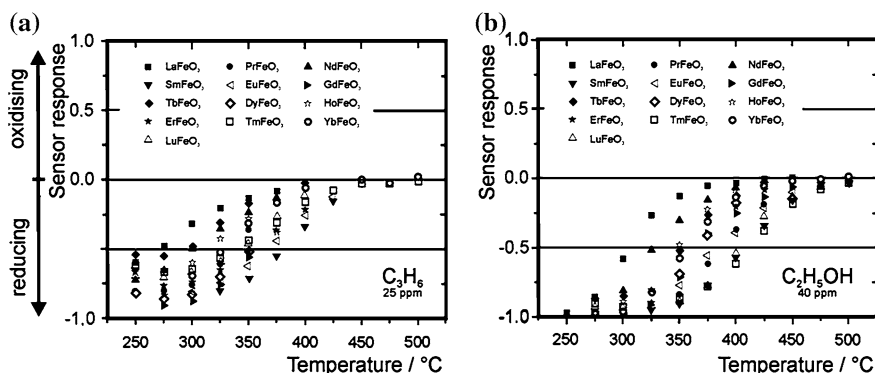 (a)
oxidising
reducing
Sensor response
1.0
0.5
0.0
-0.5
-1.0
LaFeO₃ PrFeO₃ NdFeO₃
SmFeO₃ EuFeO₃ GdFeO₃
TbFeO₃ DyFeO₃ HoFeO₃
ErFeO₃ TmFeO₃ YbFeO₃
LuFeO₃
C₃H₆
25 ppm
250 300 350 400 450 500
Temperature / °C
(b)
Sensor response
1.0
0.5
0.0
-0.5
-1.0
LaFeO₃ PrFeO₃ NdFeO₃
SmFeO₃ EuFeO₃ GdFeO₃
TbFeO₃ DyFeO₃ HoFeO₃
ErFeO₃ TmFeO₃ YbFeO₃
LuFeO₃
C₂H₅OH
40 ppm
250 300 350 400 450 500
Temperature / °C